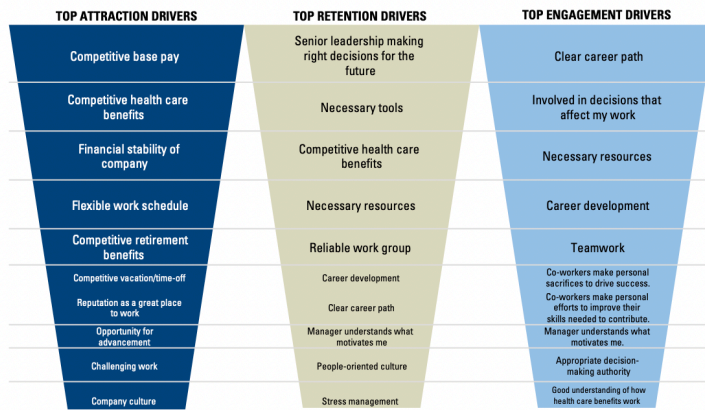 TOP ATTRACTION DRIVERS
Competitive base pay
Competitive health care
benefits
Financial stability of
company
Flexible work schedule
Competitive retirement
benefits
Competitive vacation/time-off
Reputation as a great place
to work
Opportunity for
advancement
Challenging work
Company culture
TOP RETENTION DRIVERS
Senior leadership making
right decisions for the
future
Necessary tools
Competitive health care
benefits
Necessary resources
Reliable work group
Career development
Clear career path
Manager understands what
motivates me
People-oriented culture
Stress management
TOP ENGAGEMENT DRIVERS
Clear career path
Involved in decisions that
affect my work
Necessary resources
Career development
Teamwork
Co-workers make personal
sacrifices to drive success.
Co-workers make personal
efforts to improve their
skills needed to contribute.
Manager understands what
motivates me.
Appropriate decision-
making authority
Good understanding of how
health care benefits work